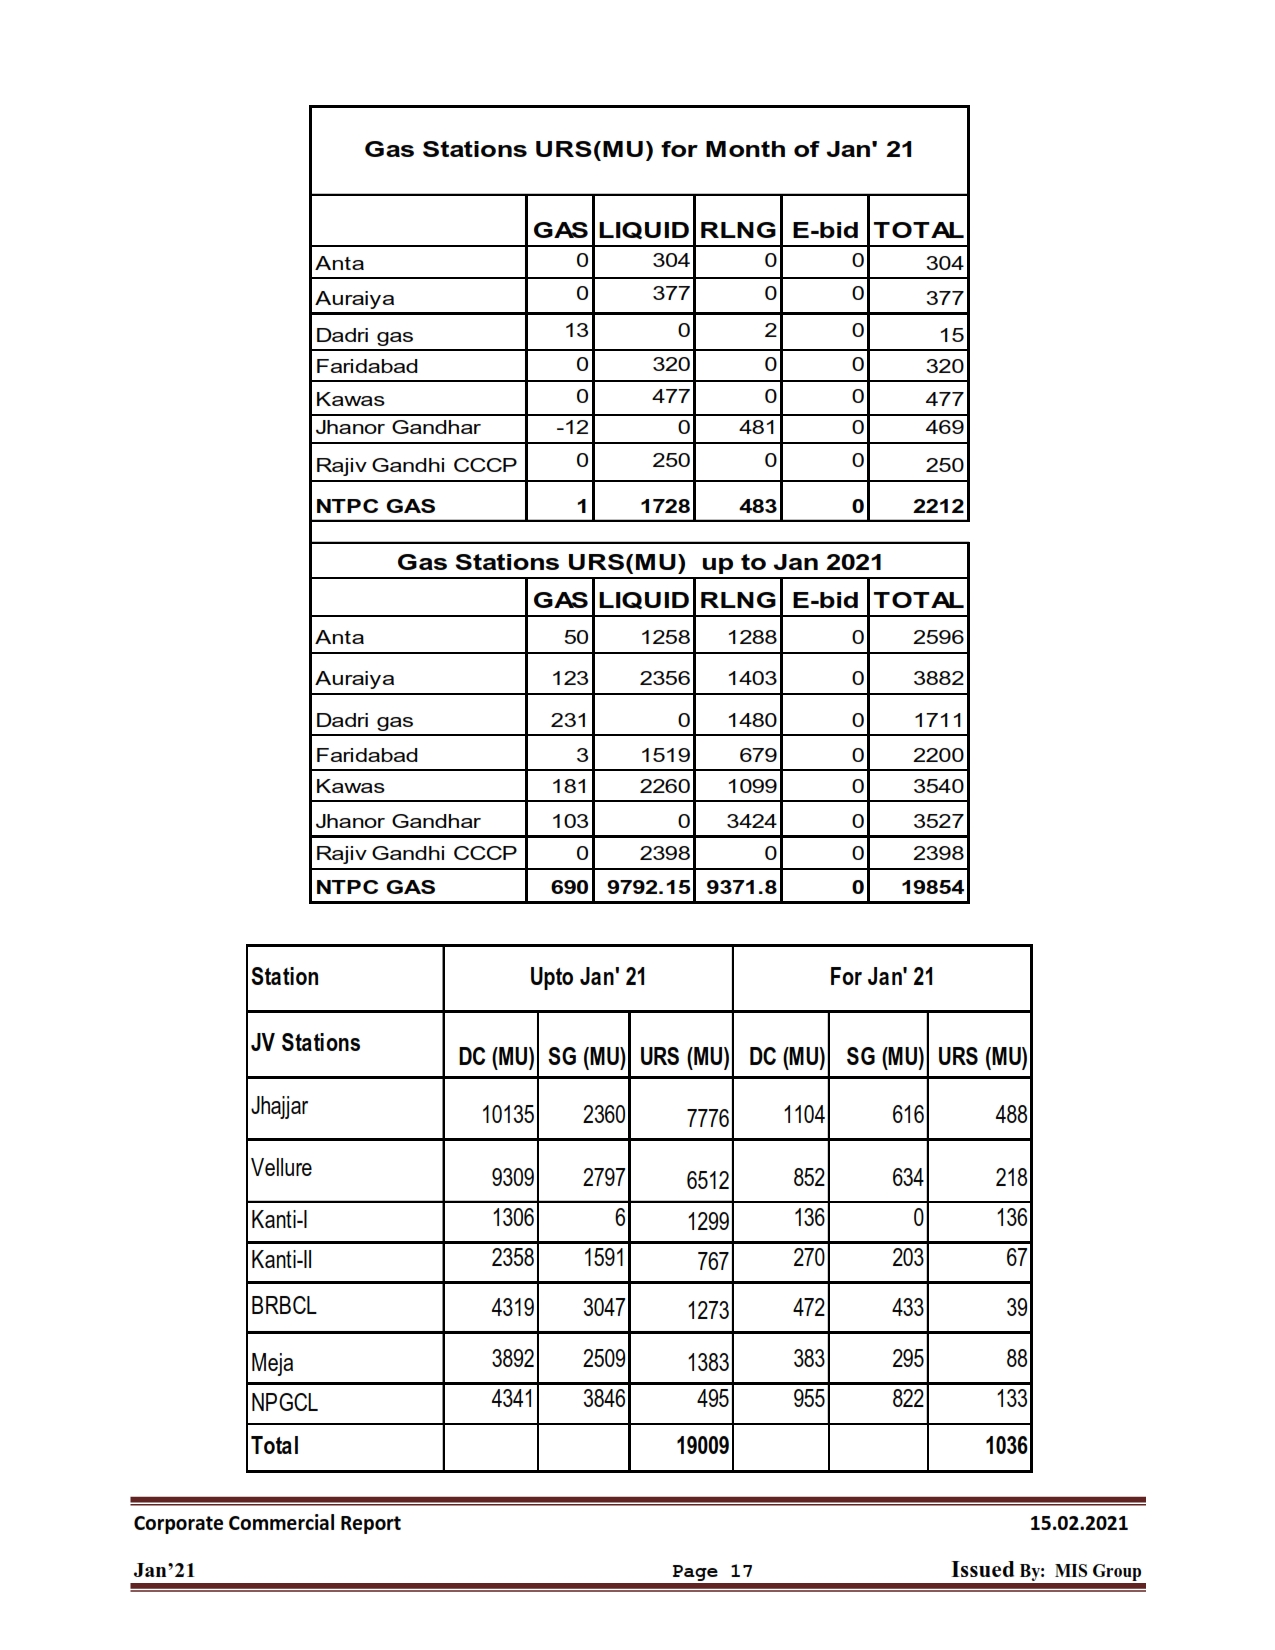 Gas Stations URS(MU) for Month of Jan' 21
GAS LIQUID RLNG E-bid TOTAL
Anta 0 304 0 0 304
Auraiya 0 377 0 0 377
Dadri gas 13 0 2 0 15
Faridabad 0 320 0 0 320
Kawas 0 477 0 0 477
Jhanor Gandhar -12 0 481 0 469
Rajiv Gandhi CCCP 0 250 0 0 250
NTPC GAS 1 1728 483 0 2212
Gas Stations URS(MU) up to Jan 2021
GAS LIQUID RLNG E-bid TOTAL
Anta 50 1258 1288 0 2596
Auraiya 123 2356 1403 0 3882
Dadri gas 231 0 1480 0 1711
Faridabad 3 1519 679 0 2200
Kawas 181 2260 1099 0 3540
Jhanor Gandhar 103 0 3424 0 3527
Rajiv Gandhi CCCP 0 2398 0 0 2398
NTPC GAS 690 9792.15 9371.8 0 19854
Station Upto Jan' 21 For Jan' 21
JV Stations DC (MU) SG (MU) URS (MU) DC (MU) SG (MU) URS (MU)
Jhajjar 10135 2360 7776 1104 616 488
Vellure 9309 2797 6512 852 634 218
Kanti-I 1306 6 1299 136 0 136
Kanti-II 2358 1591 767 270 203 67
BRBCL 4319 3047 1273 472 433 39
Meja 3892 2509 1383 383 295 88
NPGCL 4341 3846 495 955 822 133
Total 19009 1036
Corporate Commercial Report 15.02.2021
Jan’21 Page 17 Issued By: MIS Group